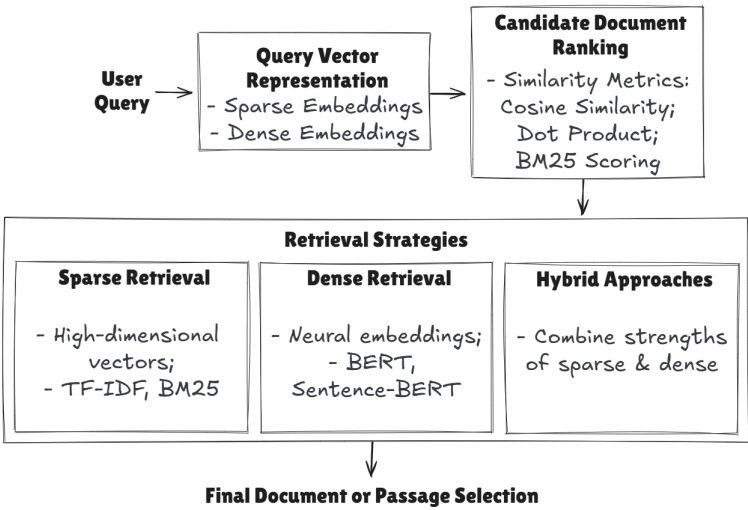 User
Query
Query Vector
Representation
- Sparse Embeddings
- Dense Embeddings
Candidate Document
Ranking
- Similarity Metrics:
Cosine Similarity;
Dot Product;
BM25 Scoring
Retrieval Strategies
Sparse Retrieval
- High-dimensional
vectors;
- TF-IDF, BM25
Dense Retrieval
- Neural embeddings;
- BERT,
Sentence-BERT
Hybrid Approaches
- Combine strengths
of sparse & dense
Final Document or Passage Selection